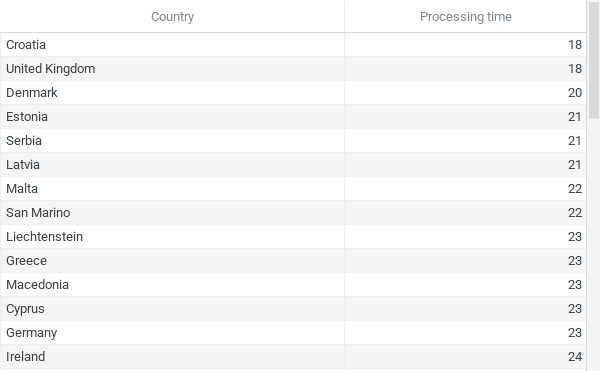 Country Processing time
Croatia 18
United Kingdom 18
Denmark 20
Estonia 21
Serbia 21
Latvia 21
Malta 22
San Marino 22
Liechtenstein 23
Greece 23
Macedonia 23
Cyprus 23
Germany 23
Ireland 24